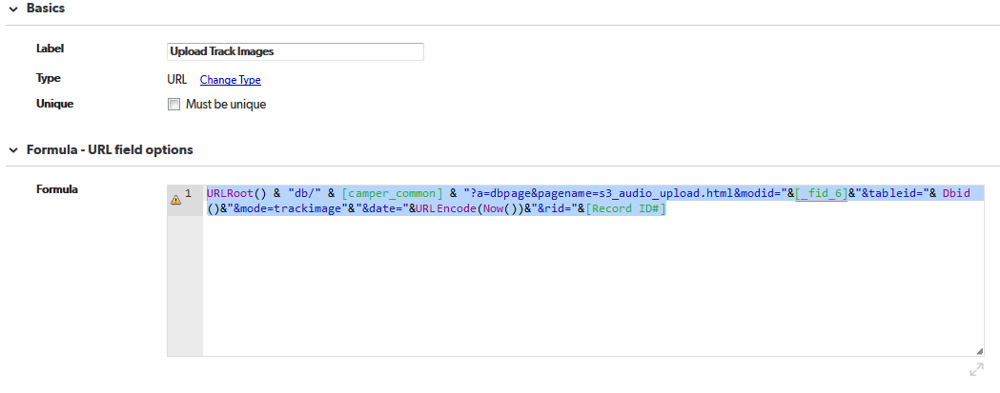 Basics
Label
Upload Track Images
Type
URL Change Type
Unique
Must be unique
Formula - URL field options
Formula
1
URLRoot() & "db/" & [camper_common] & "?a=dbpage&pagename=s3_audio_upload.html&modid="&[_fid_6]&"&tableid="& Dbid
()&"&mode=trackimage"&"&date="&URLEncode(Now())&"&rid="&[Record ID#]